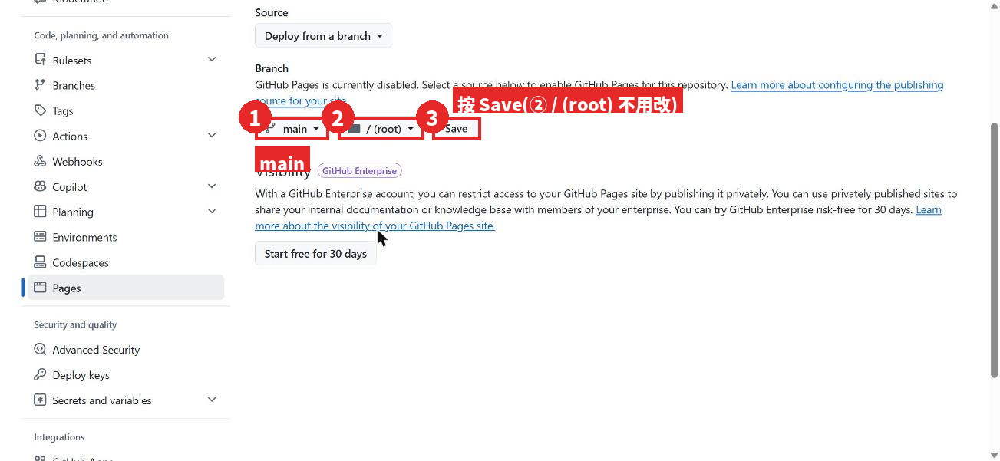 Moderation
Code, planning, and automation
Rulesets
Branches
Tags
Actions
Webhooks
Copilot
Planning
Environments
Codespaces
Pages
Security and quality
Advanced Security
Deploy keys
Secrets and variables
Integrations
GitHub Apps
Source
Deploy from a branch
Branch
GitHub Pages is currently disabled. Select a source below to enable GitHub Pages for this repository. Learn more about configuring the publishing
source for your site.
按 Save(② / (root) 不用改)
1 main 2 / (root) 3 Save
main
Visibility GitHub Enterprise
With a GitHub Enterprise account, you can restrict access to your GitHub Pages site by publishing it privately. You can use privately published sites to
share your internal documentation or knowledge base with members of your enterprise. You can try GitHub Enterprise risk-free for 30 days. Learn
more about the visibility of your GitHub Pages site.
Start free for 30 days